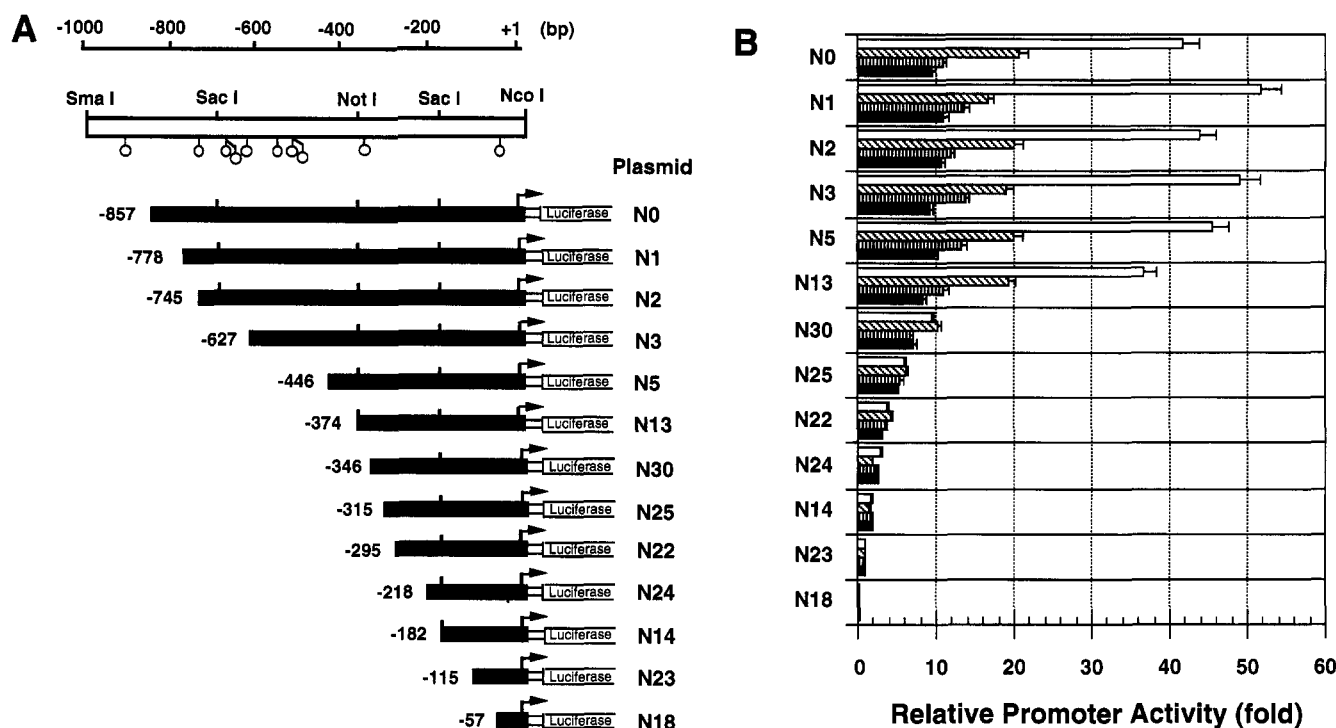 A
-1000 -800 -600 -400 -200 +1 (bp)
Sma I Sac I Not I Sac I Nco I
Plasmid
-857 Luciferase N0
-778 Luciferase N1
-745 Luciferase N2
-627 Luciferase N3
-446 Luciferase N5
-374 Luciferase N13
-346 Luciferase N30
-315 Luciferase N25
-295 Luciferase N22
-218 Luciferase N24
-182 Luciferase N14
-115 Luciferase N23
-57 Luciferase N18
B
N0
N1
N2
N3
N5
N13
N30
N25
N22
N24
N14
N23
N18
0 10 20 30 40 50 60
Relative Promoter Activity (fold)